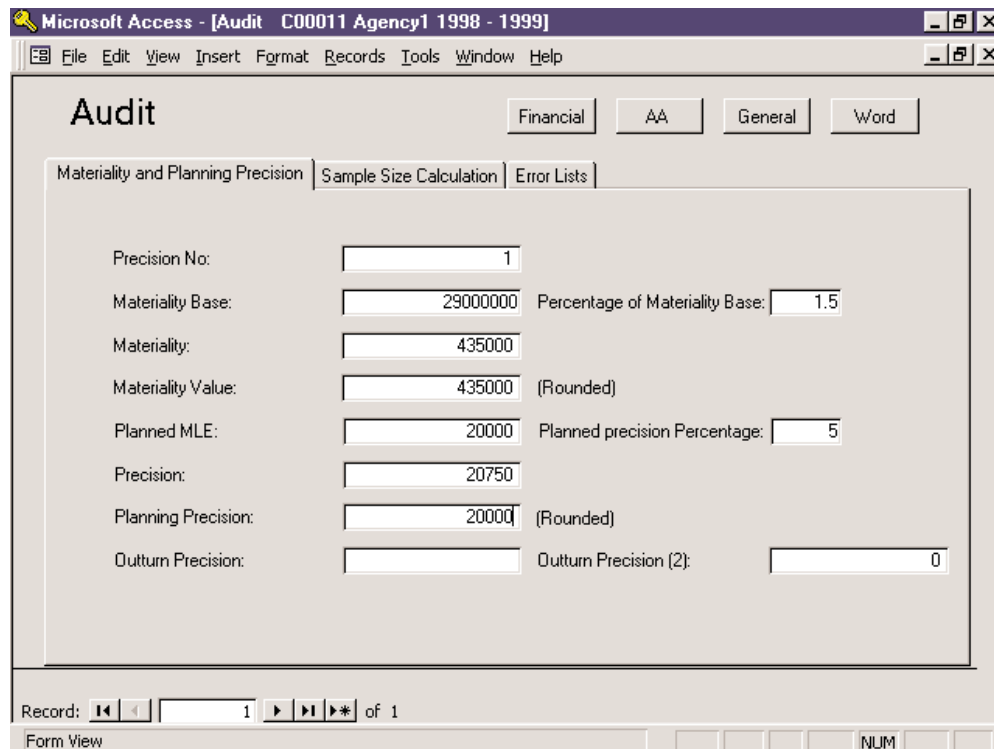 Microsoft Access - [Audit C00011 Agency1 1998 - 1999]
File Edit View Insert Format Records Tools Window Help
Audit
Financial AA General Word
Materiality and Planning Precision Sample Size Calculation Error Lists
Precision No: 1
Materiality Base: 29000000 Percentage of Materiality Base: 1.5
Materiality: 435000
Materiality Value: 435000 (Rounded)
Planned MLE: 20000 Planned precision Percentage: 5
Precision: 20750
Planning Precision: 20000 (Rounded)
Outturn Precision: Outturn Precision (2): 0
Record: 1 of 1
Form View NUM